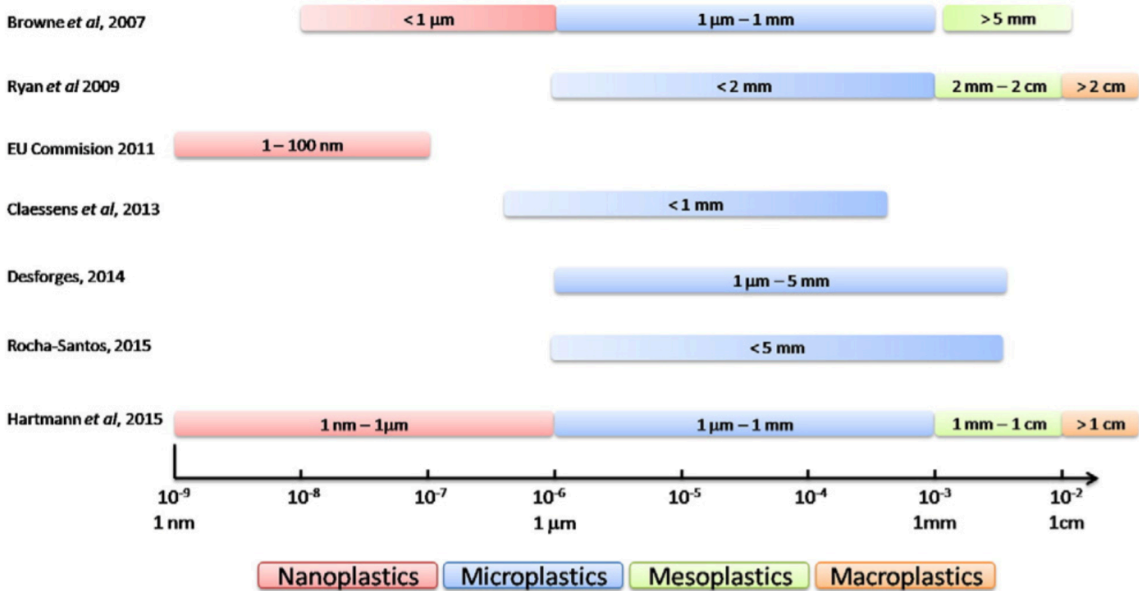 Browne et al, 2007 < 1 µm 1 µm – 1 mm > 5 mm
Ryan et al 2009 < 2 mm 2 mm – 2 cm > 2 cm
EU Commision 2011 1 – 100 nm
Claessens et al, 2013 < 1 mm
Desforges, 2014 1 µm – 5 mm
Rocha-Santos, 2015 < 5 mm
Hartmann et al, 2015 1 nm – 1µm 1 µm – 1 mm 1 mm – 1 cm > 1 cm
10⁻⁹ 10⁻⁸ 10⁻⁷ 10⁻⁶ 10⁻⁵ 10⁻⁴ 10⁻³ 10⁻²
1 nm 1 µm 1mm 1cm
Nanoplastics Microplastics Mesoplastics Macroplastics